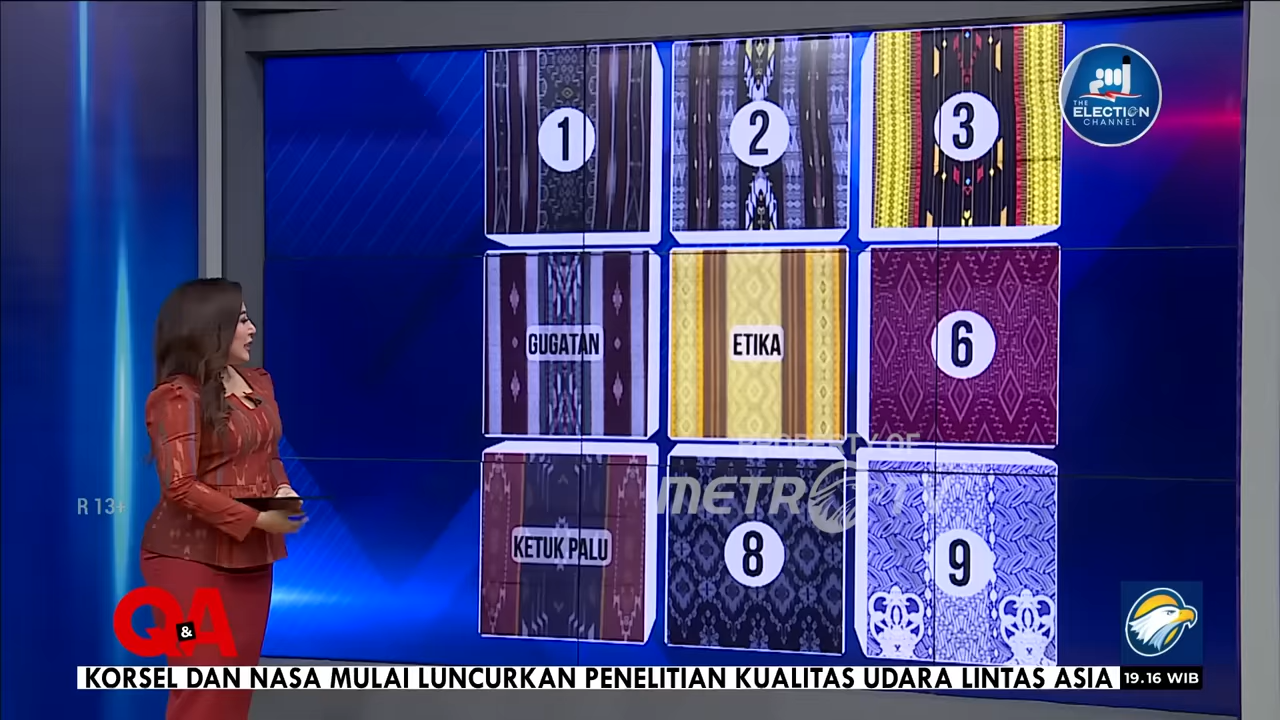 1
2
3
THE
ELECTION
CHANNEL
GUGATAN
ETIKA
6
PROPERTY OF
METRO TV
R 13+
KETUK PALU
8
9
Q&A
KORSEL DAN NASA MULAI LUNCURKAN PENELITIAN KUALITAS UDARA LINTAS ASIA
19.16 WIB